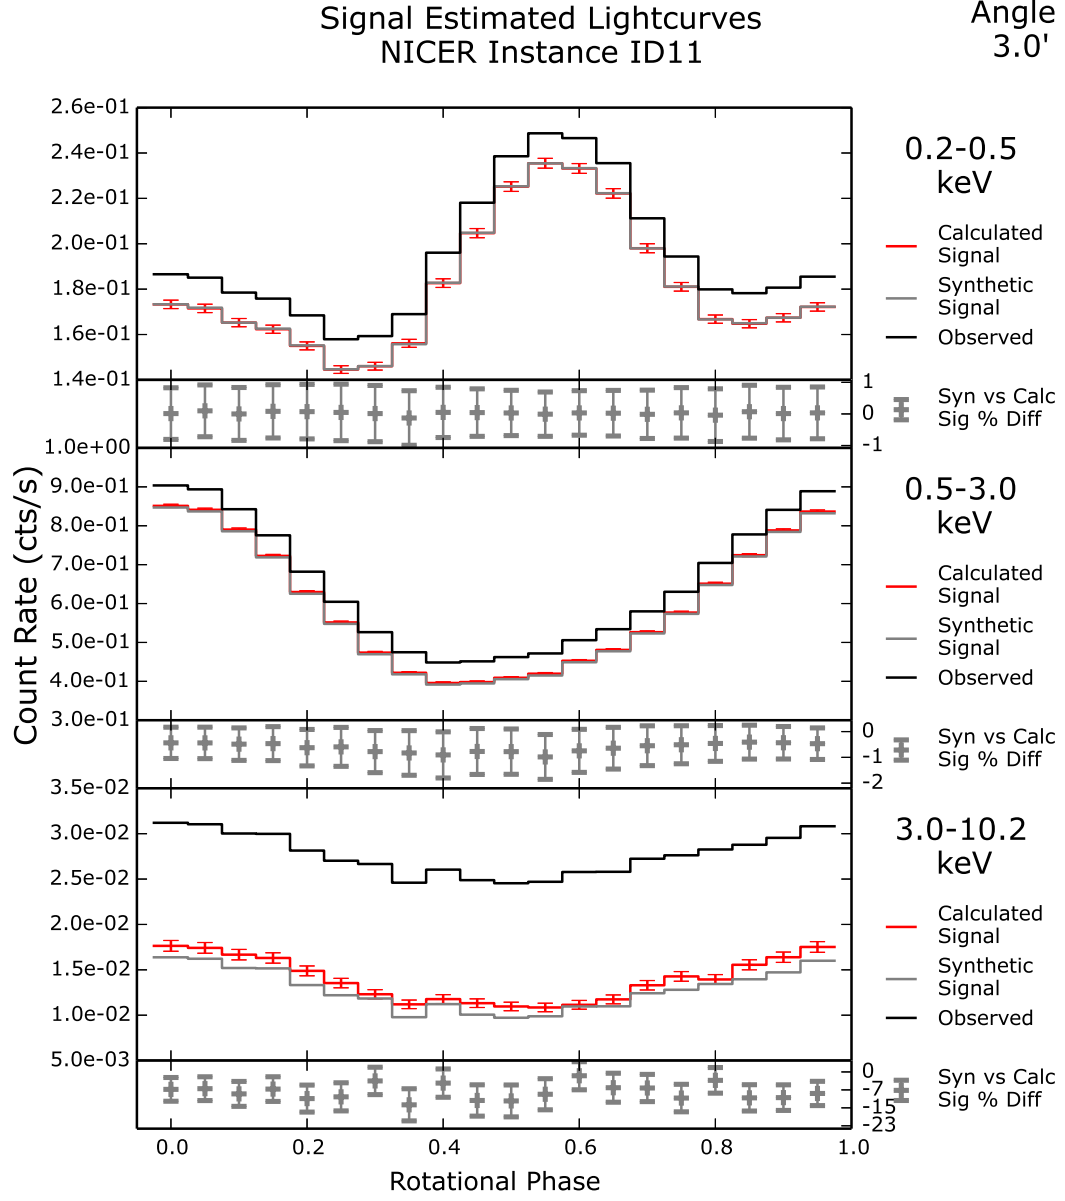 Signal Estimated Lightcurves
NICER Instance ID11
Angle
3.0'
2.6e-01
2.4e-01
2.2e-01
2.0e-01
1.8e-01
1.6e-01
1.4e-01
0.2-0.5
keV
Calculated
Signal
Synthetic
Signal
Observed
1
0
-1
Syn vs Calc
Sig % Diff
Count Rate (cts/s)
1.0e+00
9.0e-01
8.0e-01
7.0e-01
6.0e-01
5.0e-01
4.0e-01
3.0e-01
0.5-3.0
keV
Calculated
Signal
Synthetic
Signal
Observed
0
-1
-2
Syn vs Calc
Sig % Diff
3.5e-02
3.0e-02
2.5e-02
2.0e-02
1.5e-02
1.0e-02
5.0e-03
3.0-10.2
keV
Calculated
Signal
Synthetic
Signal
Observed
0
-7
-15
-23
Syn vs Calc
Sig % Diff
0.0 0.2 0.4 0.6 0.8 1.0
Rotational Phase